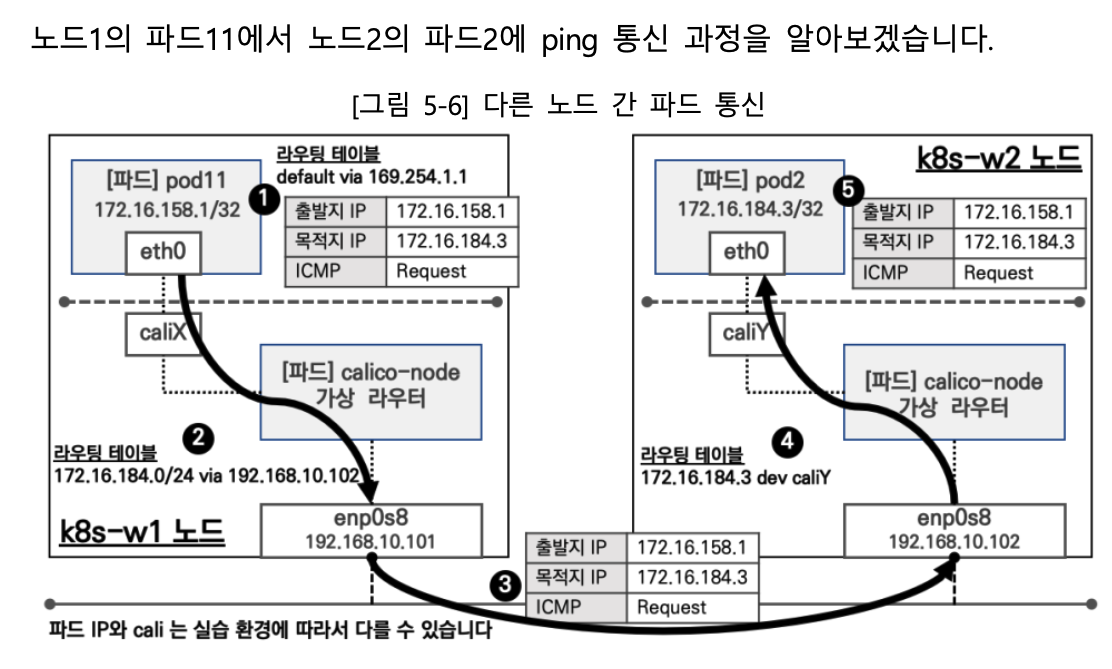 노드1의 파드11에서 노드2의 파드2에 ping 통신 과정을 알아보겠습니다.
[그림 5-6] 다른 노드 간 파드 통신
라우팅 테이블
default via 169.254.1.1
[파드] pod11
172.16.158.1/32
eth0
1
출발지 IP 172.16.158.1
목적지 IP 172.16.184.3
ICMP Request
caliX
[파드] calico-node
가상 라우터
2
라우팅 테이블
172.16.184.0/24 via 192.168.10.102
k8s-w1 노드
enp0s8
192.168.10.101
3
출발지 IP 172.16.158.1
목적지 IP 172.16.184.3
ICMP Request
k8s-w2 노드
[파드] pod2
172.16.184.3/32
eth0
5
출발지 IP 172.16.158.1
목적지 IP 172.16.184.3
ICMP Request
caliY
[파드] calico-node
가상 라우터
4
라우팅 테이블
172.16.184.3 dev caliY
enp0s8
192.168.10.102
파드 IP와 cali 는 실습 환경에 따라서 다를 수 있습니다